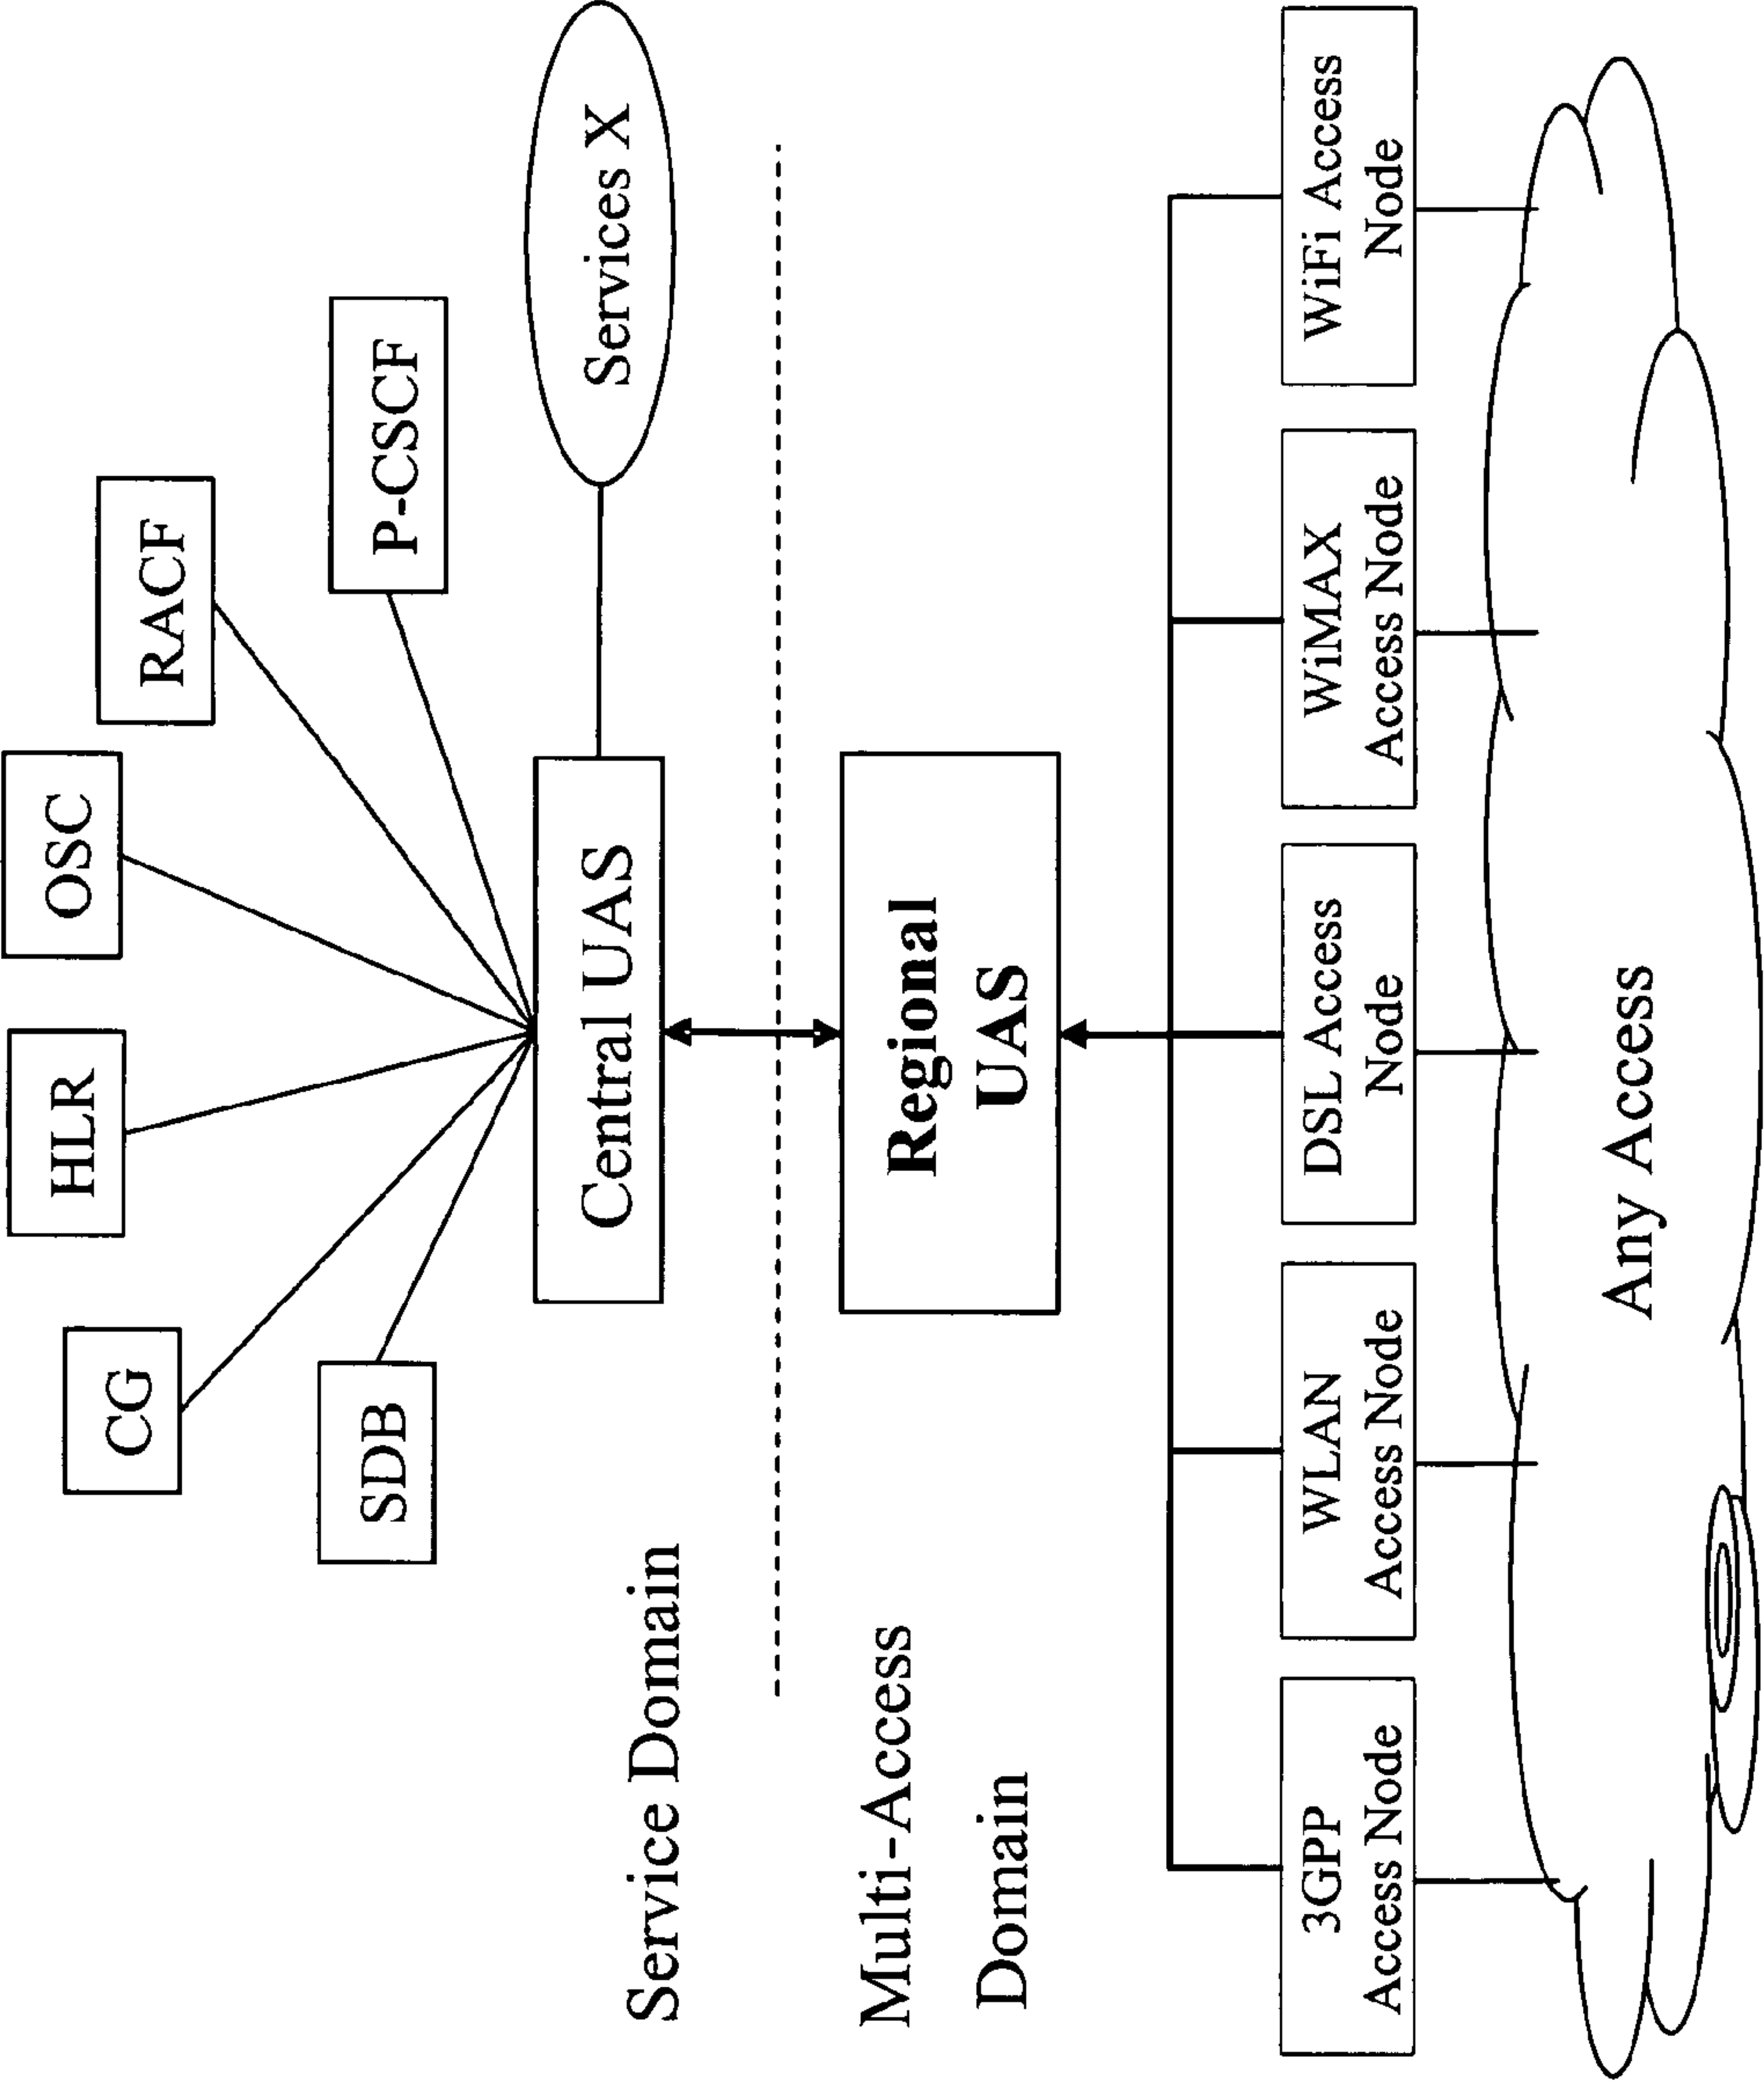 CG
HLR
OSC
RACF
SDB
P-CSCF
Central UAS
Services X
Service Domain
Multi-Access
Domain
Regional
UAS
3GPP
Access Node
WLAN
Access Node
DSL Access
Node
WiMAX
Access Node
WiFi Access
Node
Any Access